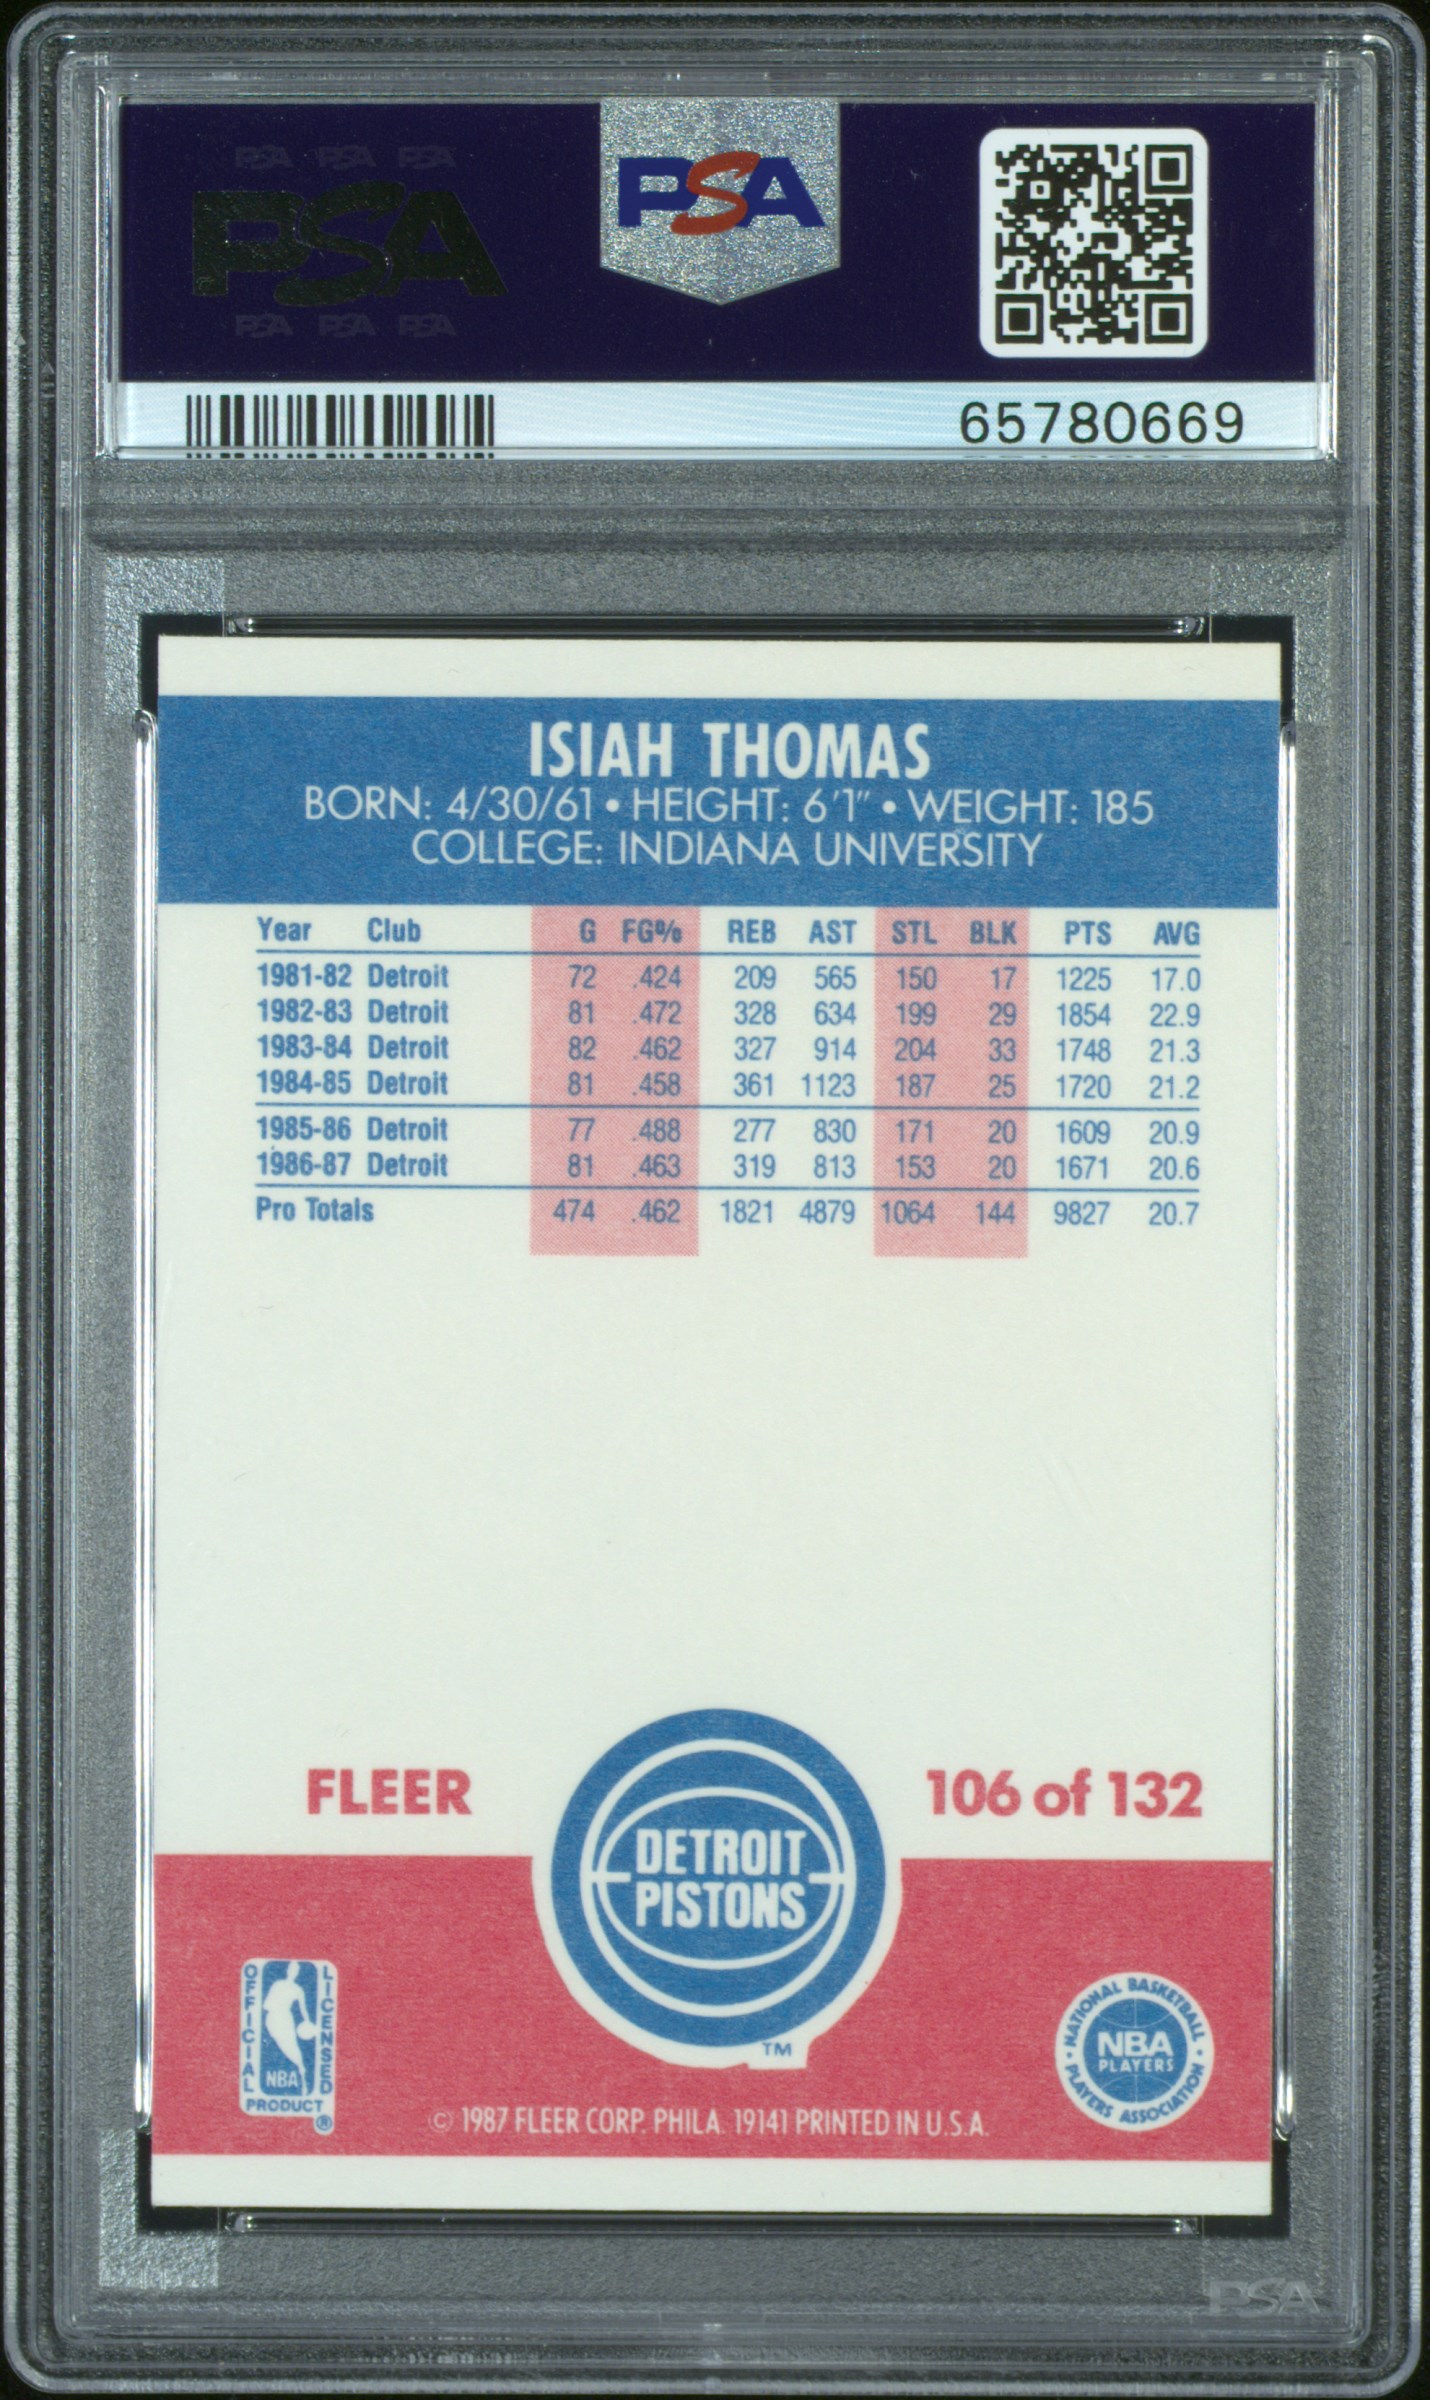 PSA PSA PSA
PSA
PSA PSA PSA
PSA
65780669
ISIAH THOMAS
BORN: 4/30/61 • HEIGHT: 6'1" • WEIGHT: 185
COLLEGE: INDIANA UNIVERSITY
Year Club G FG% REB AST STL BLK PTS AVG
1981-82 Detroit 72 .424 209 565 150 17 1225 17.0
1982-83 Detroit 81 .472 328 634 199 29 1854 22.9
1983-84 Detroit 82 .462 327 914 204 33 1748 21.3
1984-85 Detroit 81 .458 361 1123 187 25 1720 21.2
1985-86 Detroit 77 .488 277 830 171 20 1609 20.9
1986-87 Detroit 81 .463 319 813 153 20 1671 20.6
Pro Totals 474 .462 1821 4879 1064 144 9827 20.7
FLEER
106 of 132
DETROIT
PISTONS
TM
OFFICIAL
LICENSED
NBA
PRODUCT
®
NATIONAL BASKETBALL
NBA
PLAYERS
PLAYERS ASSOCIATION
© 1987 FLEER CORP. PHILA. 19141 PRINTED IN U.S.A.
PSA